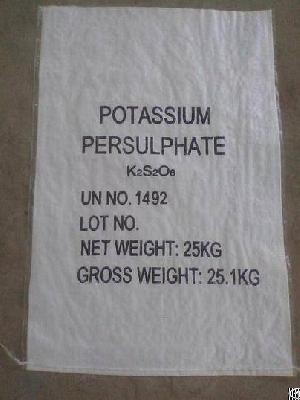 POTASSIUM
PERSULPHATE
K2S2O8
UN NO. 1492
LOT NO.
NET WEIGHT: 25KG
GROSS WEIGHT: 25.1KG